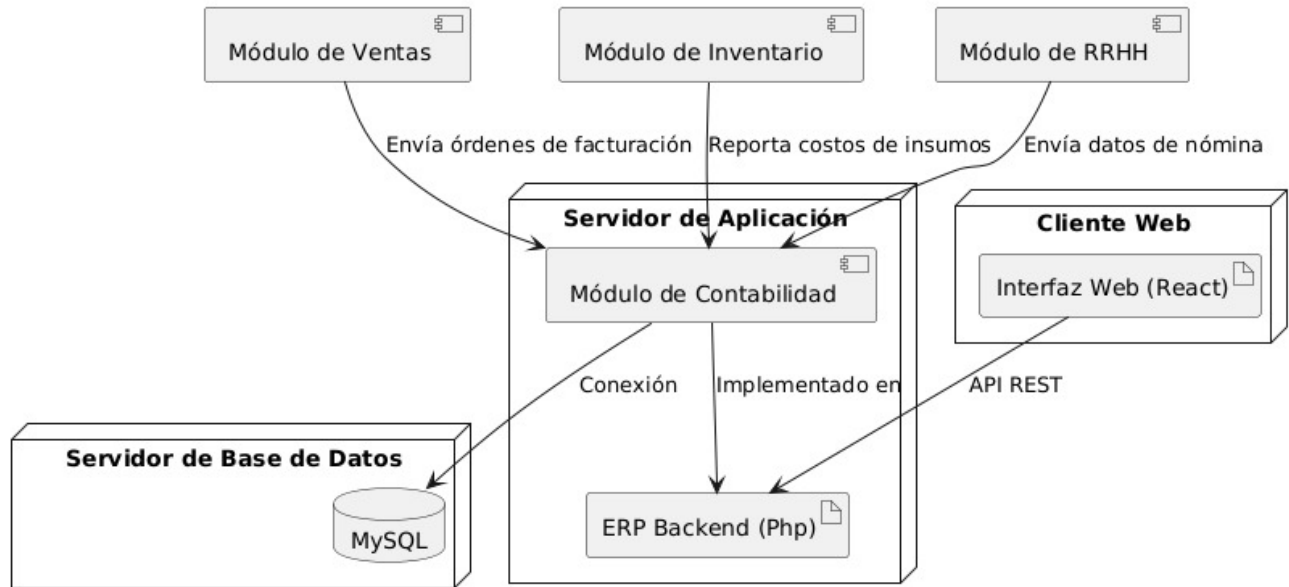 Módulo de Ventas
Módulo de Inventario
Módulo de RRHH
Envía órdenes de facturación
Reporta costos de insumos
Envía datos de nómina
Servidor de Aplicación
Cliente Web
Módulo de Contabilidad
Interfaz Web (React)
Conexión
Implementado en
API REST
Servidor de Base de Datos
MySQL
ERP Backend (Php)